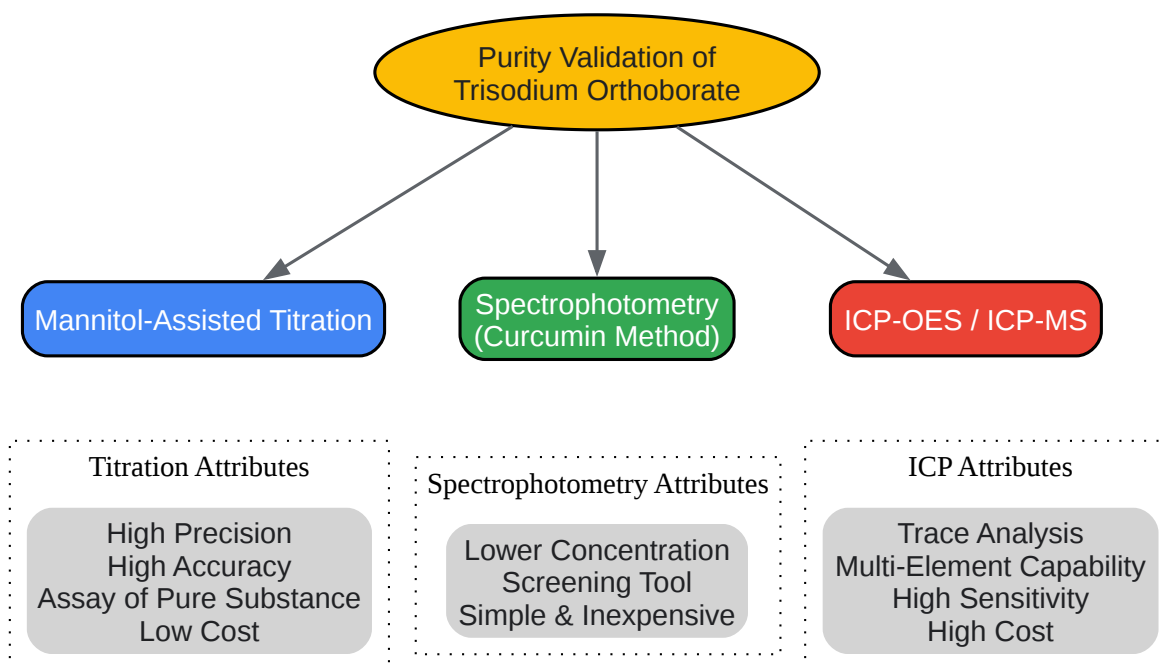 Purity Validation of
Trisodium Orthoborate
Mannitol-Assisted Titration
Spectrophotometry
(Curcumin Method)
ICP-OES / ICP-MS
Titration Attributes
High Precision
High Accuracy
Assay of Pure Substance
Low Cost
Spectrophotometry Attributes
Lower Concentration
Screening Tool
Simple & Inexpensive
ICP Attributes
Trace Analysis
Multi-Element Capability
High Sensitivity
High Cost